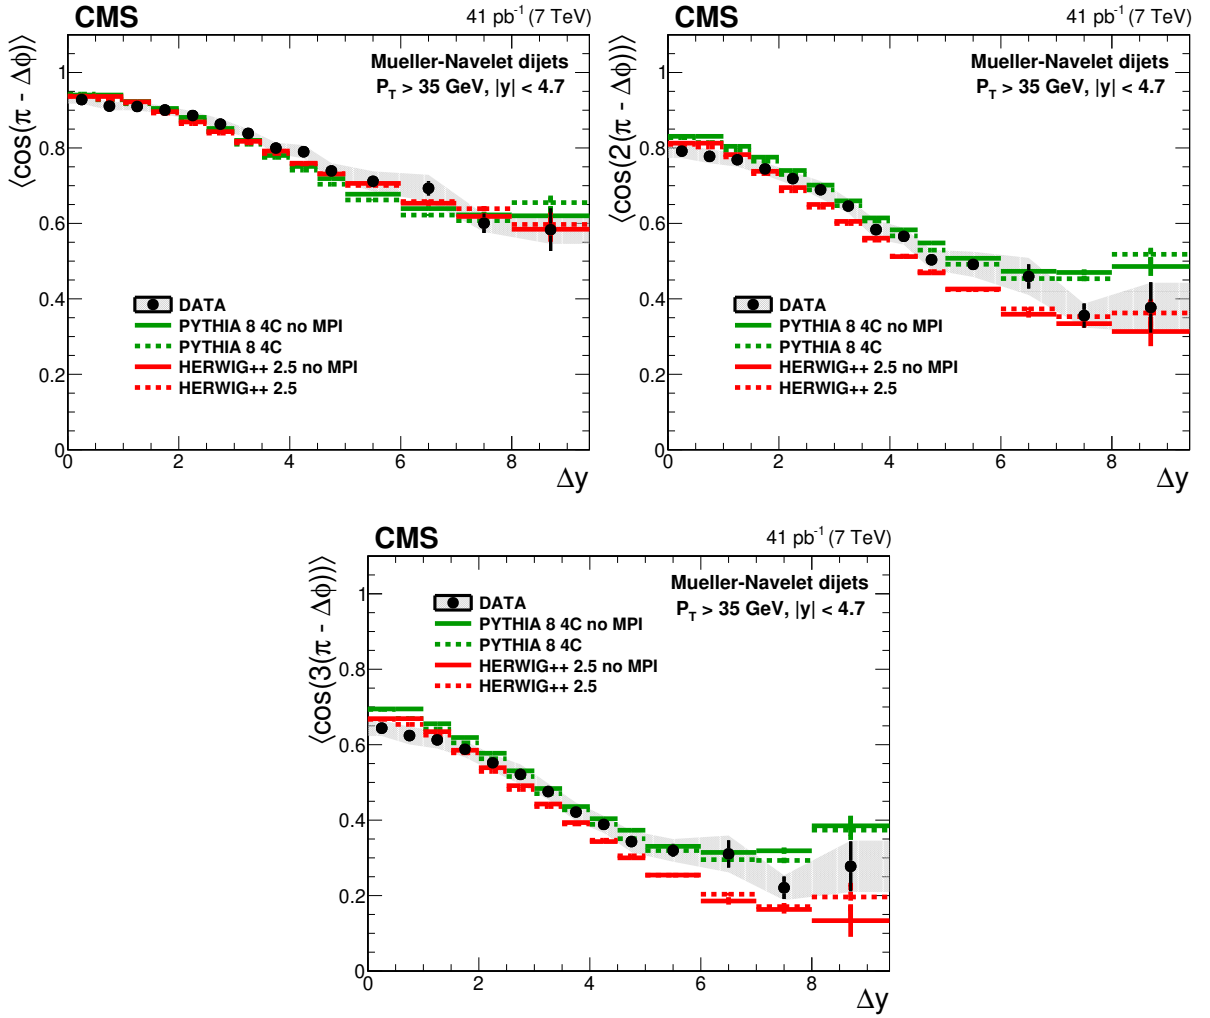 CMS 41 pb⁻¹ (7 TeV)
⟨cos(π - Δϕ)⟩
Mueller-Navelet dijets
P_T > 35 GeV, |y| < 4.7
1
0.8
0.6
0.4
0.2
0
DATA
PYTHIA 8 4C no MPI
PYTHIA 8 4C
HERWIG++ 2.5 no MPI
HERWIG++ 2.5
0 2 4 6 8
Δy
CMS 41 pb⁻¹ (7 TeV)
⟨cos(2(π - Δϕ))⟩
Mueller-Navelet dijets
P_T > 35 GeV, |y| < 4.7
1
0.8
0.6
0.4
0.2
0
DATA
PYTHIA 8 4C no MPI
PYTHIA 8 4C
HERWIG++ 2.5 no MPI
HERWIG++ 2.5
0 2 4 6 8
Δy
CMS 41 pb⁻¹ (7 TeV)
⟨cos(3(π - Δϕ))⟩
Mueller-Navelet dijets
P_T > 35 GeV, |y| < 4.7
DATA
PYTHIA 8 4C no MPI
PYTHIA 8 4C
HERWIG++ 2.5 no MPI
HERWIG++ 2.5
1
0.8
0.6
0.4
0.2
0
0 2 4 6 8
Δy